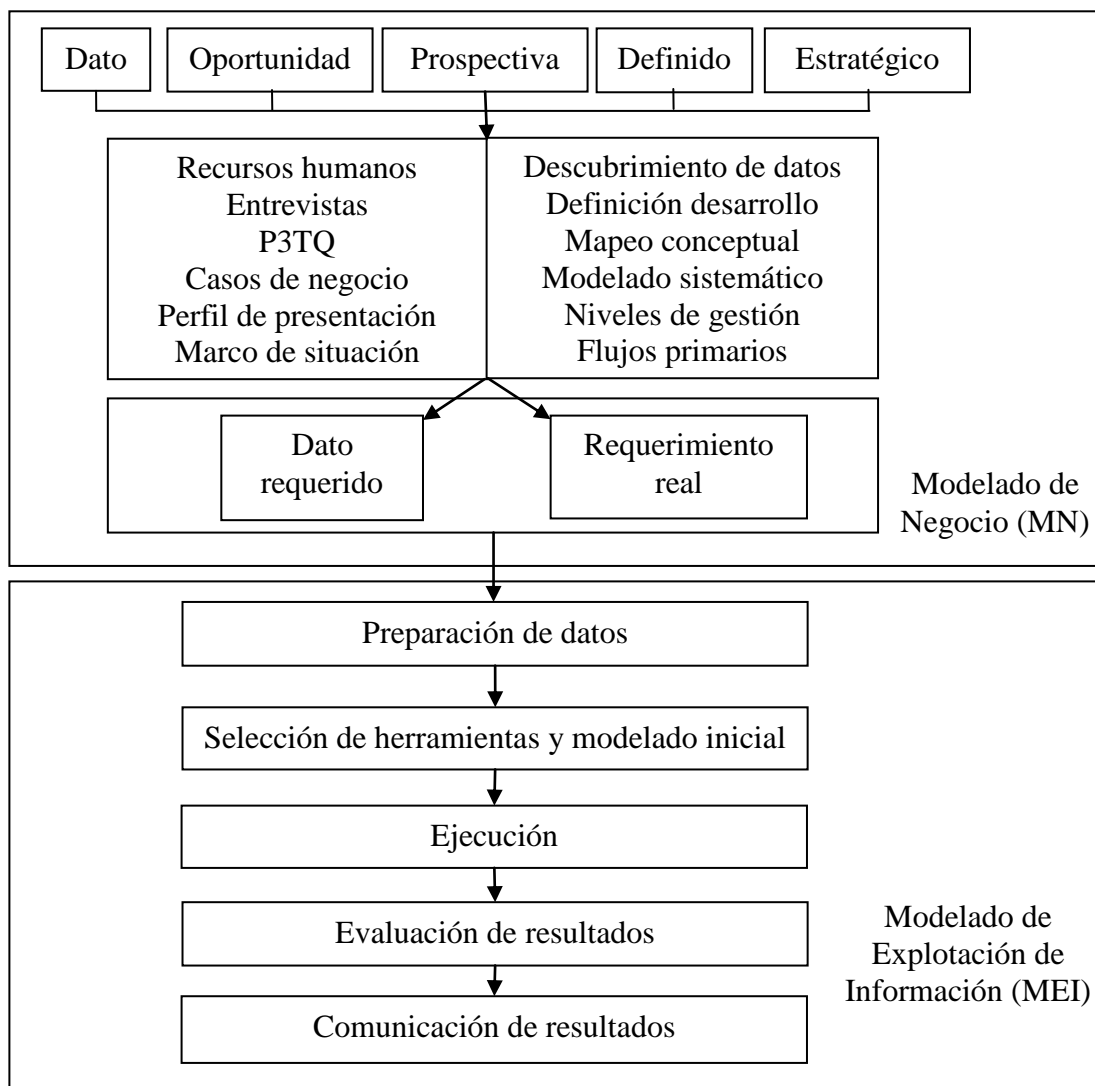 Dato
Oportunidad
Prospectiva
Definido
Estratégico
Recursos humanos
Entrevistas
P3TQ
Casos de negocio
Perfil de presentación
Marco de situación
Descubrimiento de datos
Definición desarrollo
Mapeo conceptual
Modelado sistemático
Niveles de gestión
Flujos primarios
Dato
requerido
Requerimiento
real
Modelado de
Negocio (MN)
Preparación de datos
Selección de herramientas y modelado inicial
Ejecución
Evaluación de resultados
Comunicación de resultados
Modelado de
Explotación de
Información (MEI)